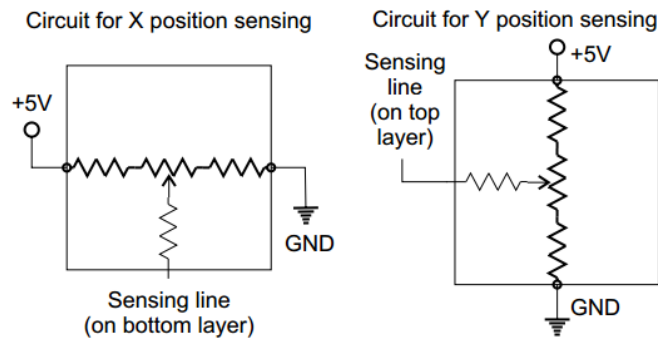 Circuit for X position sensing
+5V
GND
Sensing line
(on bottom layer)
Circuit for Y position sensing
+5V
Sensing
line
(on top
layer)
GND